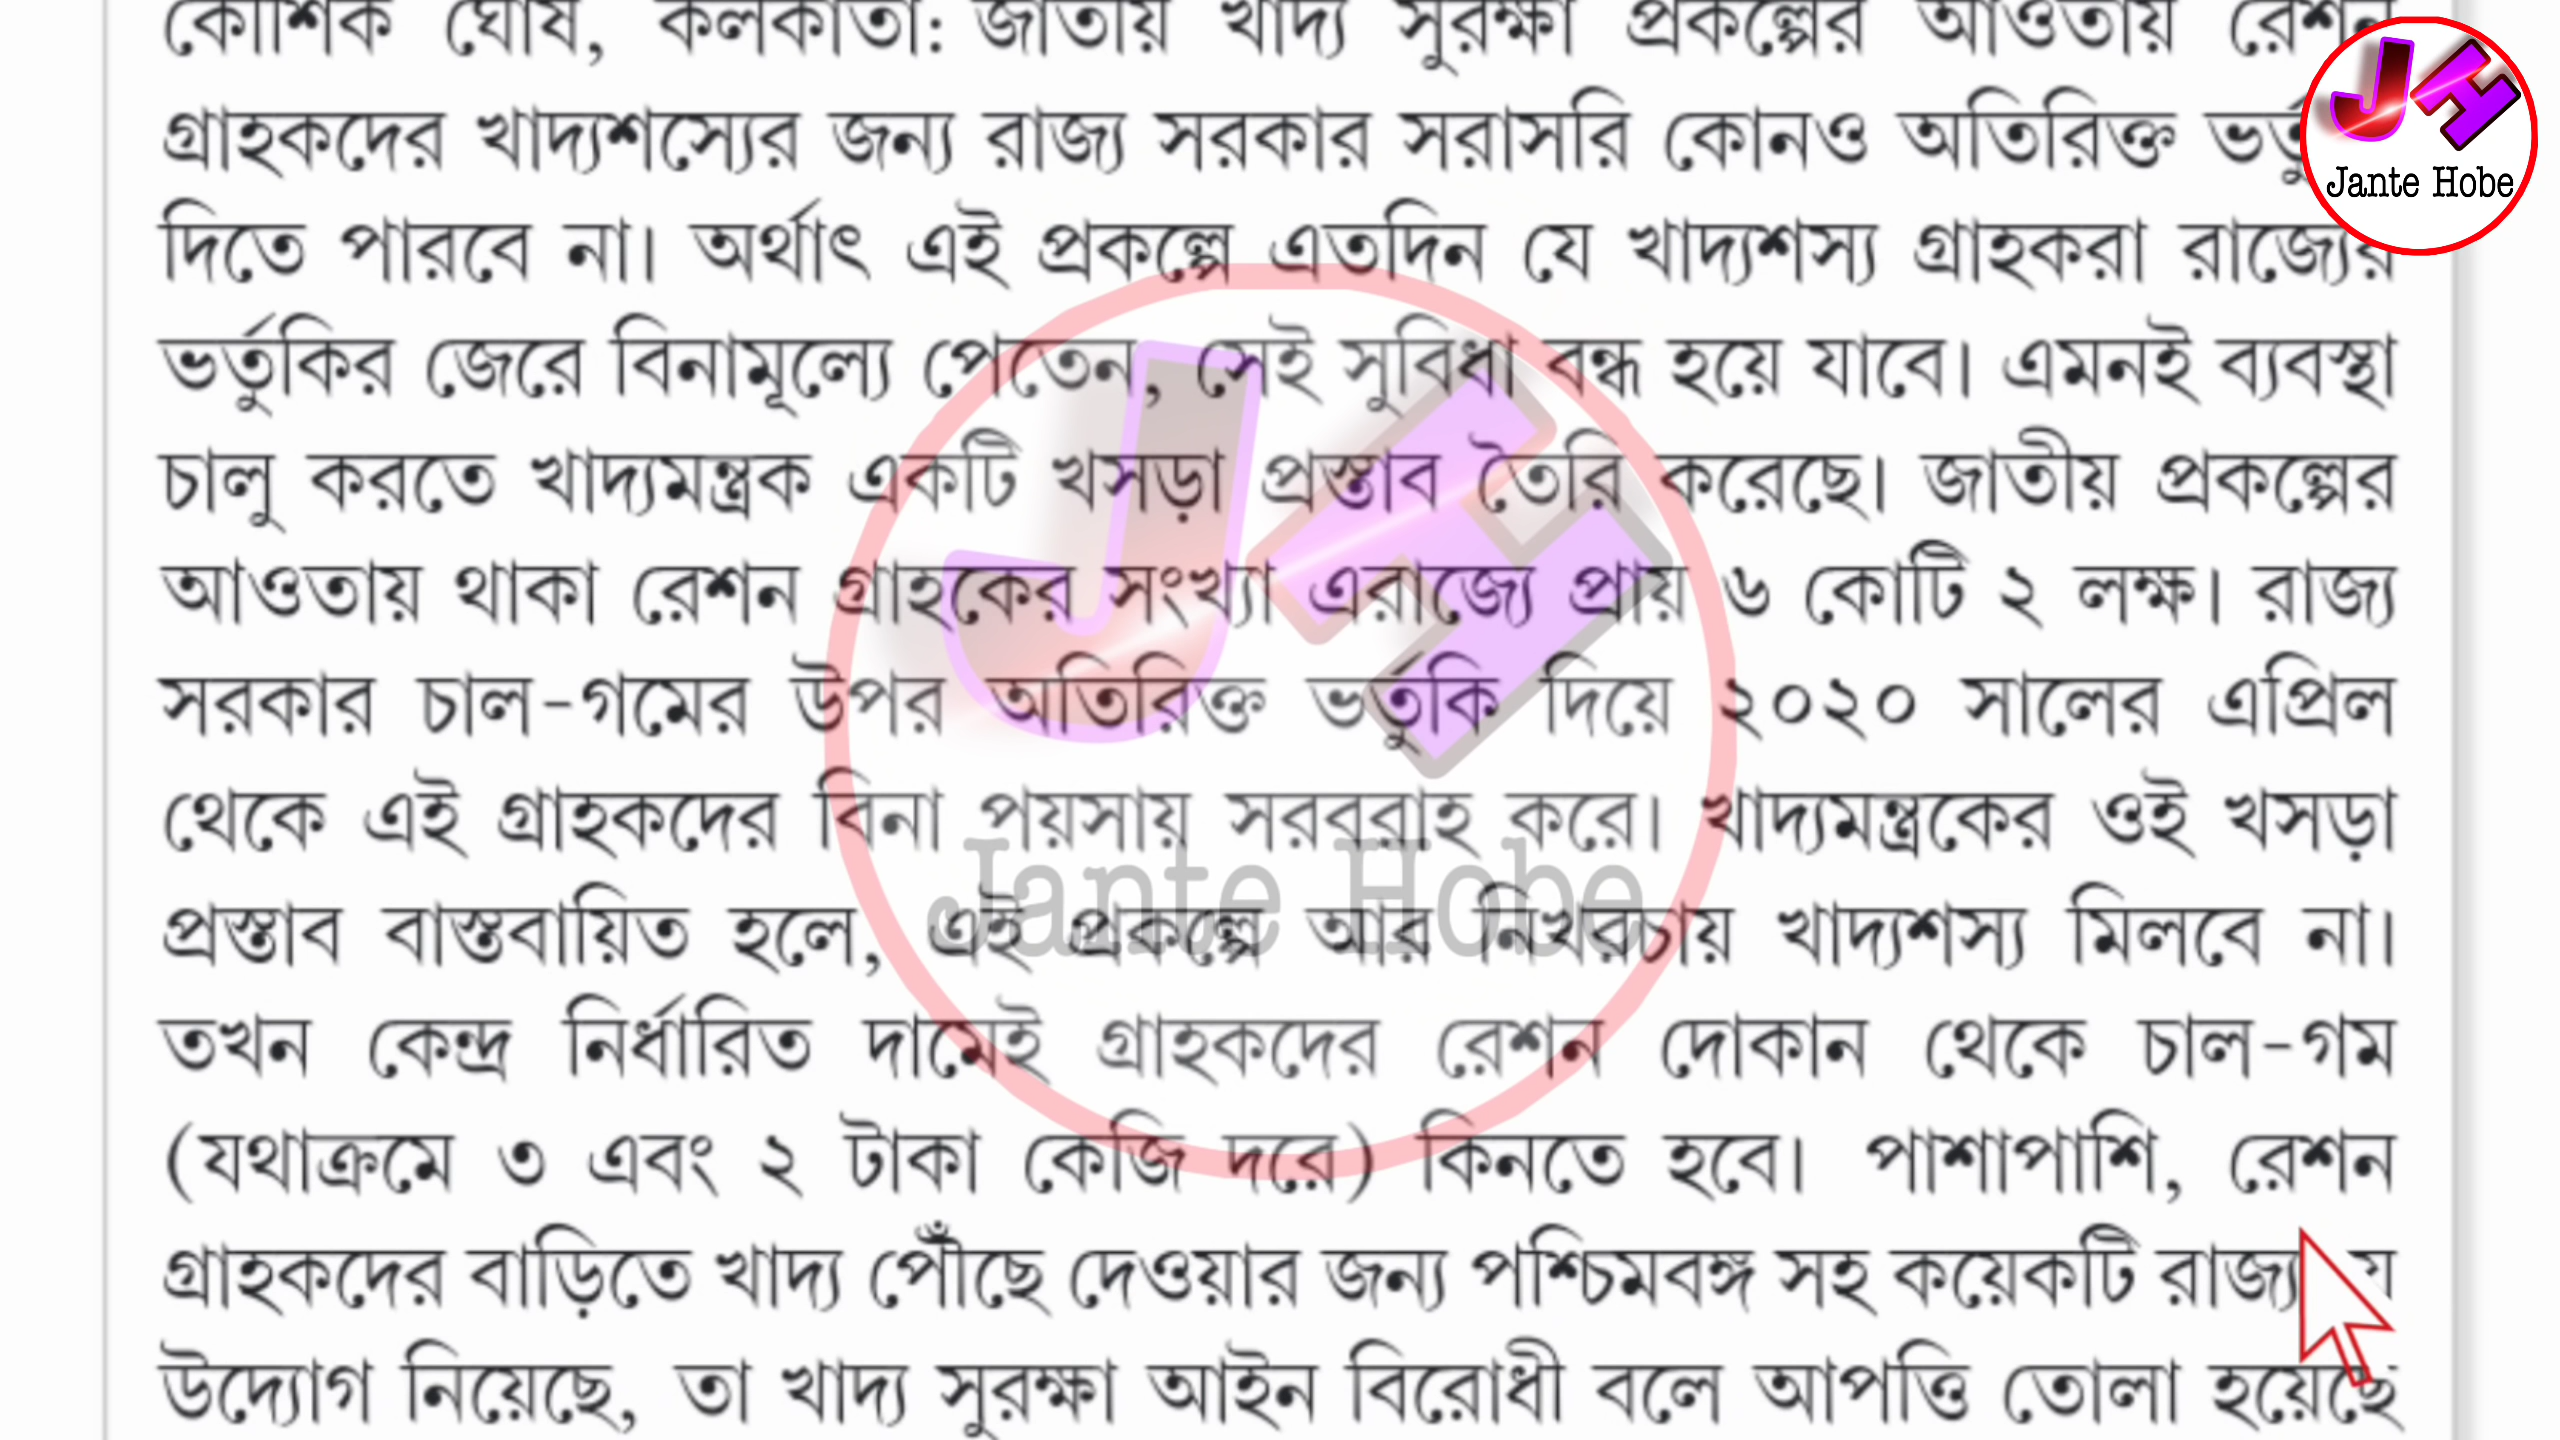 কৌশিক ঘোষ, কলকাতা: জাতীয় খাদ্য সুরক্ষা প্রকল্পের আওতায় রেশন
গ্রাহকদের খাদ্যশস্যের জন্য রাজ্য সরকার সরাসরি কোনও অতিরিক্ত
দিতে পারবে না। অর্থাৎ এই প্রকল্পে এতদিন যে খাদ্যশস্য গ্রাহকরা রাজ্যের
ভর্তুকির জেরে বিনামূল্যে পেতেন, সেই সুবিধা বন্ধ হয়ে যাবে। এমনই ব্যবস্থা
চালু করতে খাদ্যমন্ত্রক একটি খসড়া প্রস্তাব তৈরি করেছে। জাতীয় প্রকল্পের
আওতায় থাকা রেশন গ্রাহকের সংখ্যা এরাজ্যে প্রায় ৬ কোটি ২ লক্ষ। রাজ্য
সরকার চাল-গমের উপর অতিরিক্ত ভর্তুকি দিয়ে ২০২০ সালের এপ্রিল
থেকে এই গ্রাহকদের বিনা পয়সায় সরবরাহ করে। খাদ্যমন্ত্রকের ওই খসড়া
প্রস্তাব বাস্তবায়িত হলে, এই প্রকল্পে আর নিখরচায় খাদ্যশস্য মিলবে না।
তখন কেন্দ্র নির্ধারিত দামেই গ্রাহকদের রেশন দোকান থেকে চাল-গম
(যথাক্রমে ৩ এবং ২ টাকা কেজি দরে) কিনতে হবে। পাশাপাশি, রেশন
গ্রাহকদের বাড়িতে খাদ্য পৌঁছে দেওয়ার জন্য পশ্চিমবঙ্গ সহ কয়েকটি রাজ্য
উদ্যোগ নিয়েছে, তা খাদ্য সুরক্ষা আইন বিরোধী বলে আপত্তি তোলা হয়েছে
JH
Jante Hobe
JH
Jante Hobe